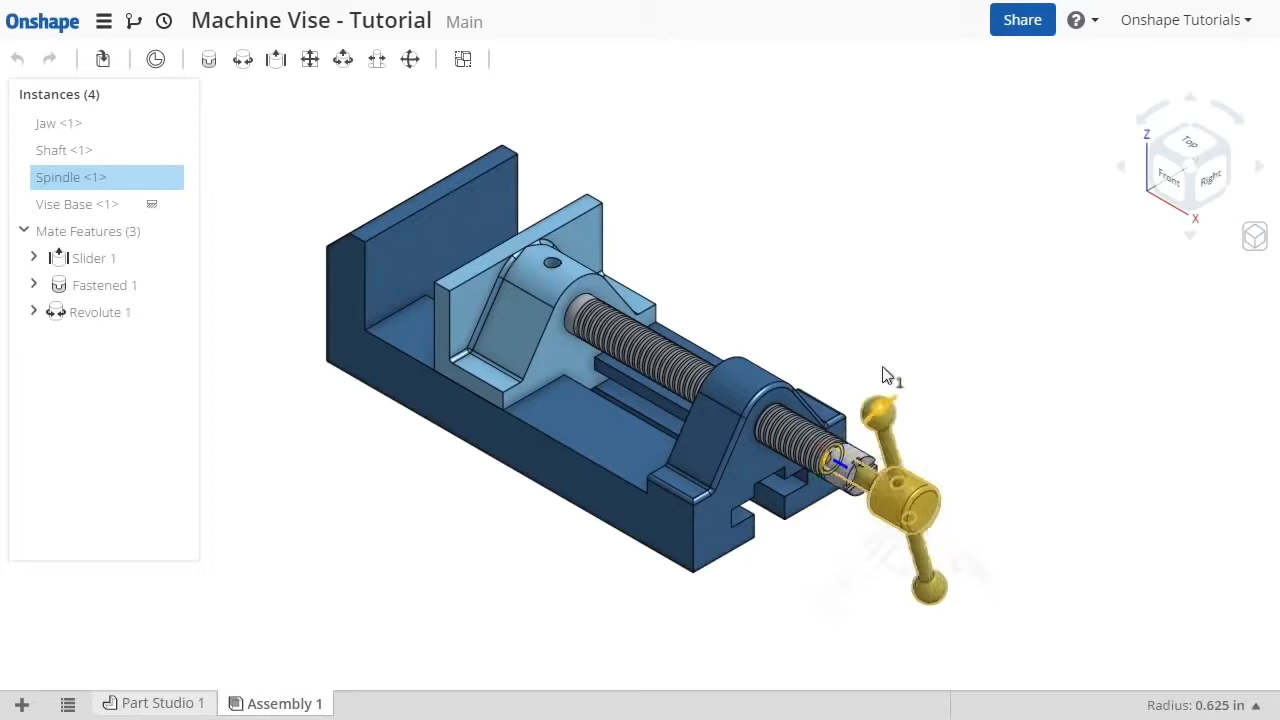 Onshape Machine Vise - Tutorial Main Share Onshape Tutorials
Instances (4)
Jaw <1>
Shaft <1>
Spindle <1>
Vise Base <1>
Mate Features (3)
Slider 1
Fastened 1
Revolute 1
Z
Top
Front
Right
X
1
Part Studio 1 Assembly 1 Radius: 0.625 in